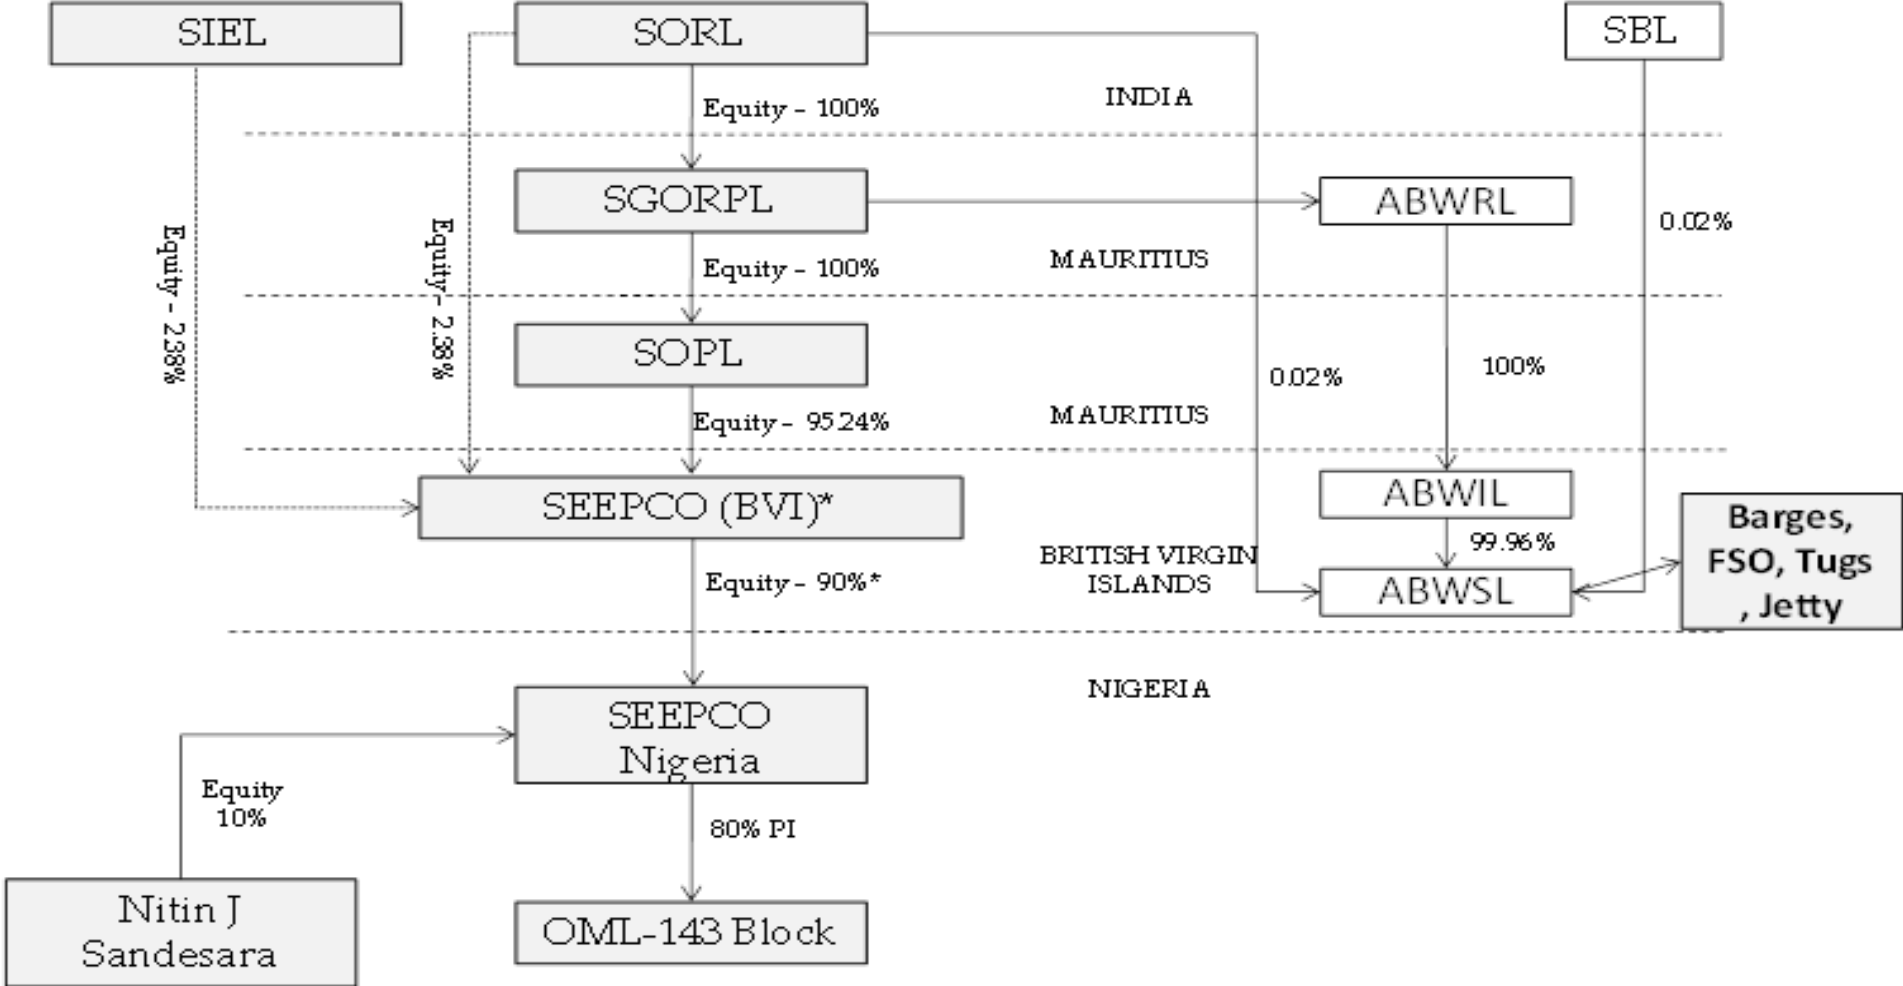 SIEL
SORL
SBL
Equity - 100%
INDIA
SGORPL
ABWRL
0.02%
Equity - 2.38%
Equity - 2.38%
Equity - 100%
MAURITIUS
SOPL
0.02%
100%
Equity - 95.24%
MAURITIUS
SEEPCO (BVI)*
ABWIL
99.96%
Barges,
FSO, Tugs
, Jetty
Equity - 90%*
BRITISH VIRGIN
ISLANDS
ABWSL
NIGERIA
SEEPCO
Nigeria
Equity
10%
80% PI
Nitin J
Sandesara
OML-143 Block